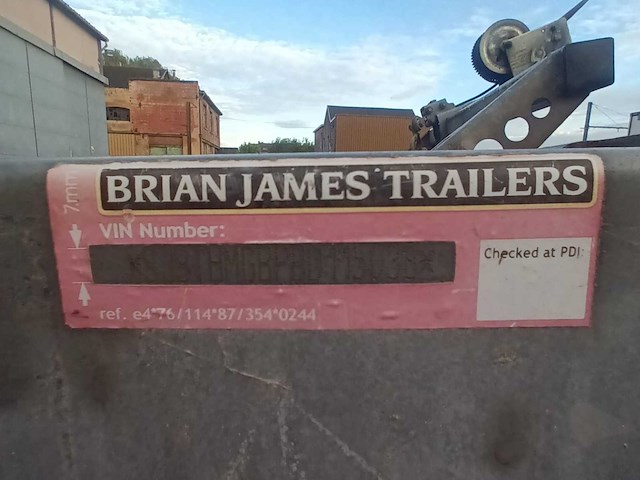 BRIAN JAMES TRAILERS
7mm
VIN Number:
Checked at PDI:
ref. e4*76/114*87/354*0244